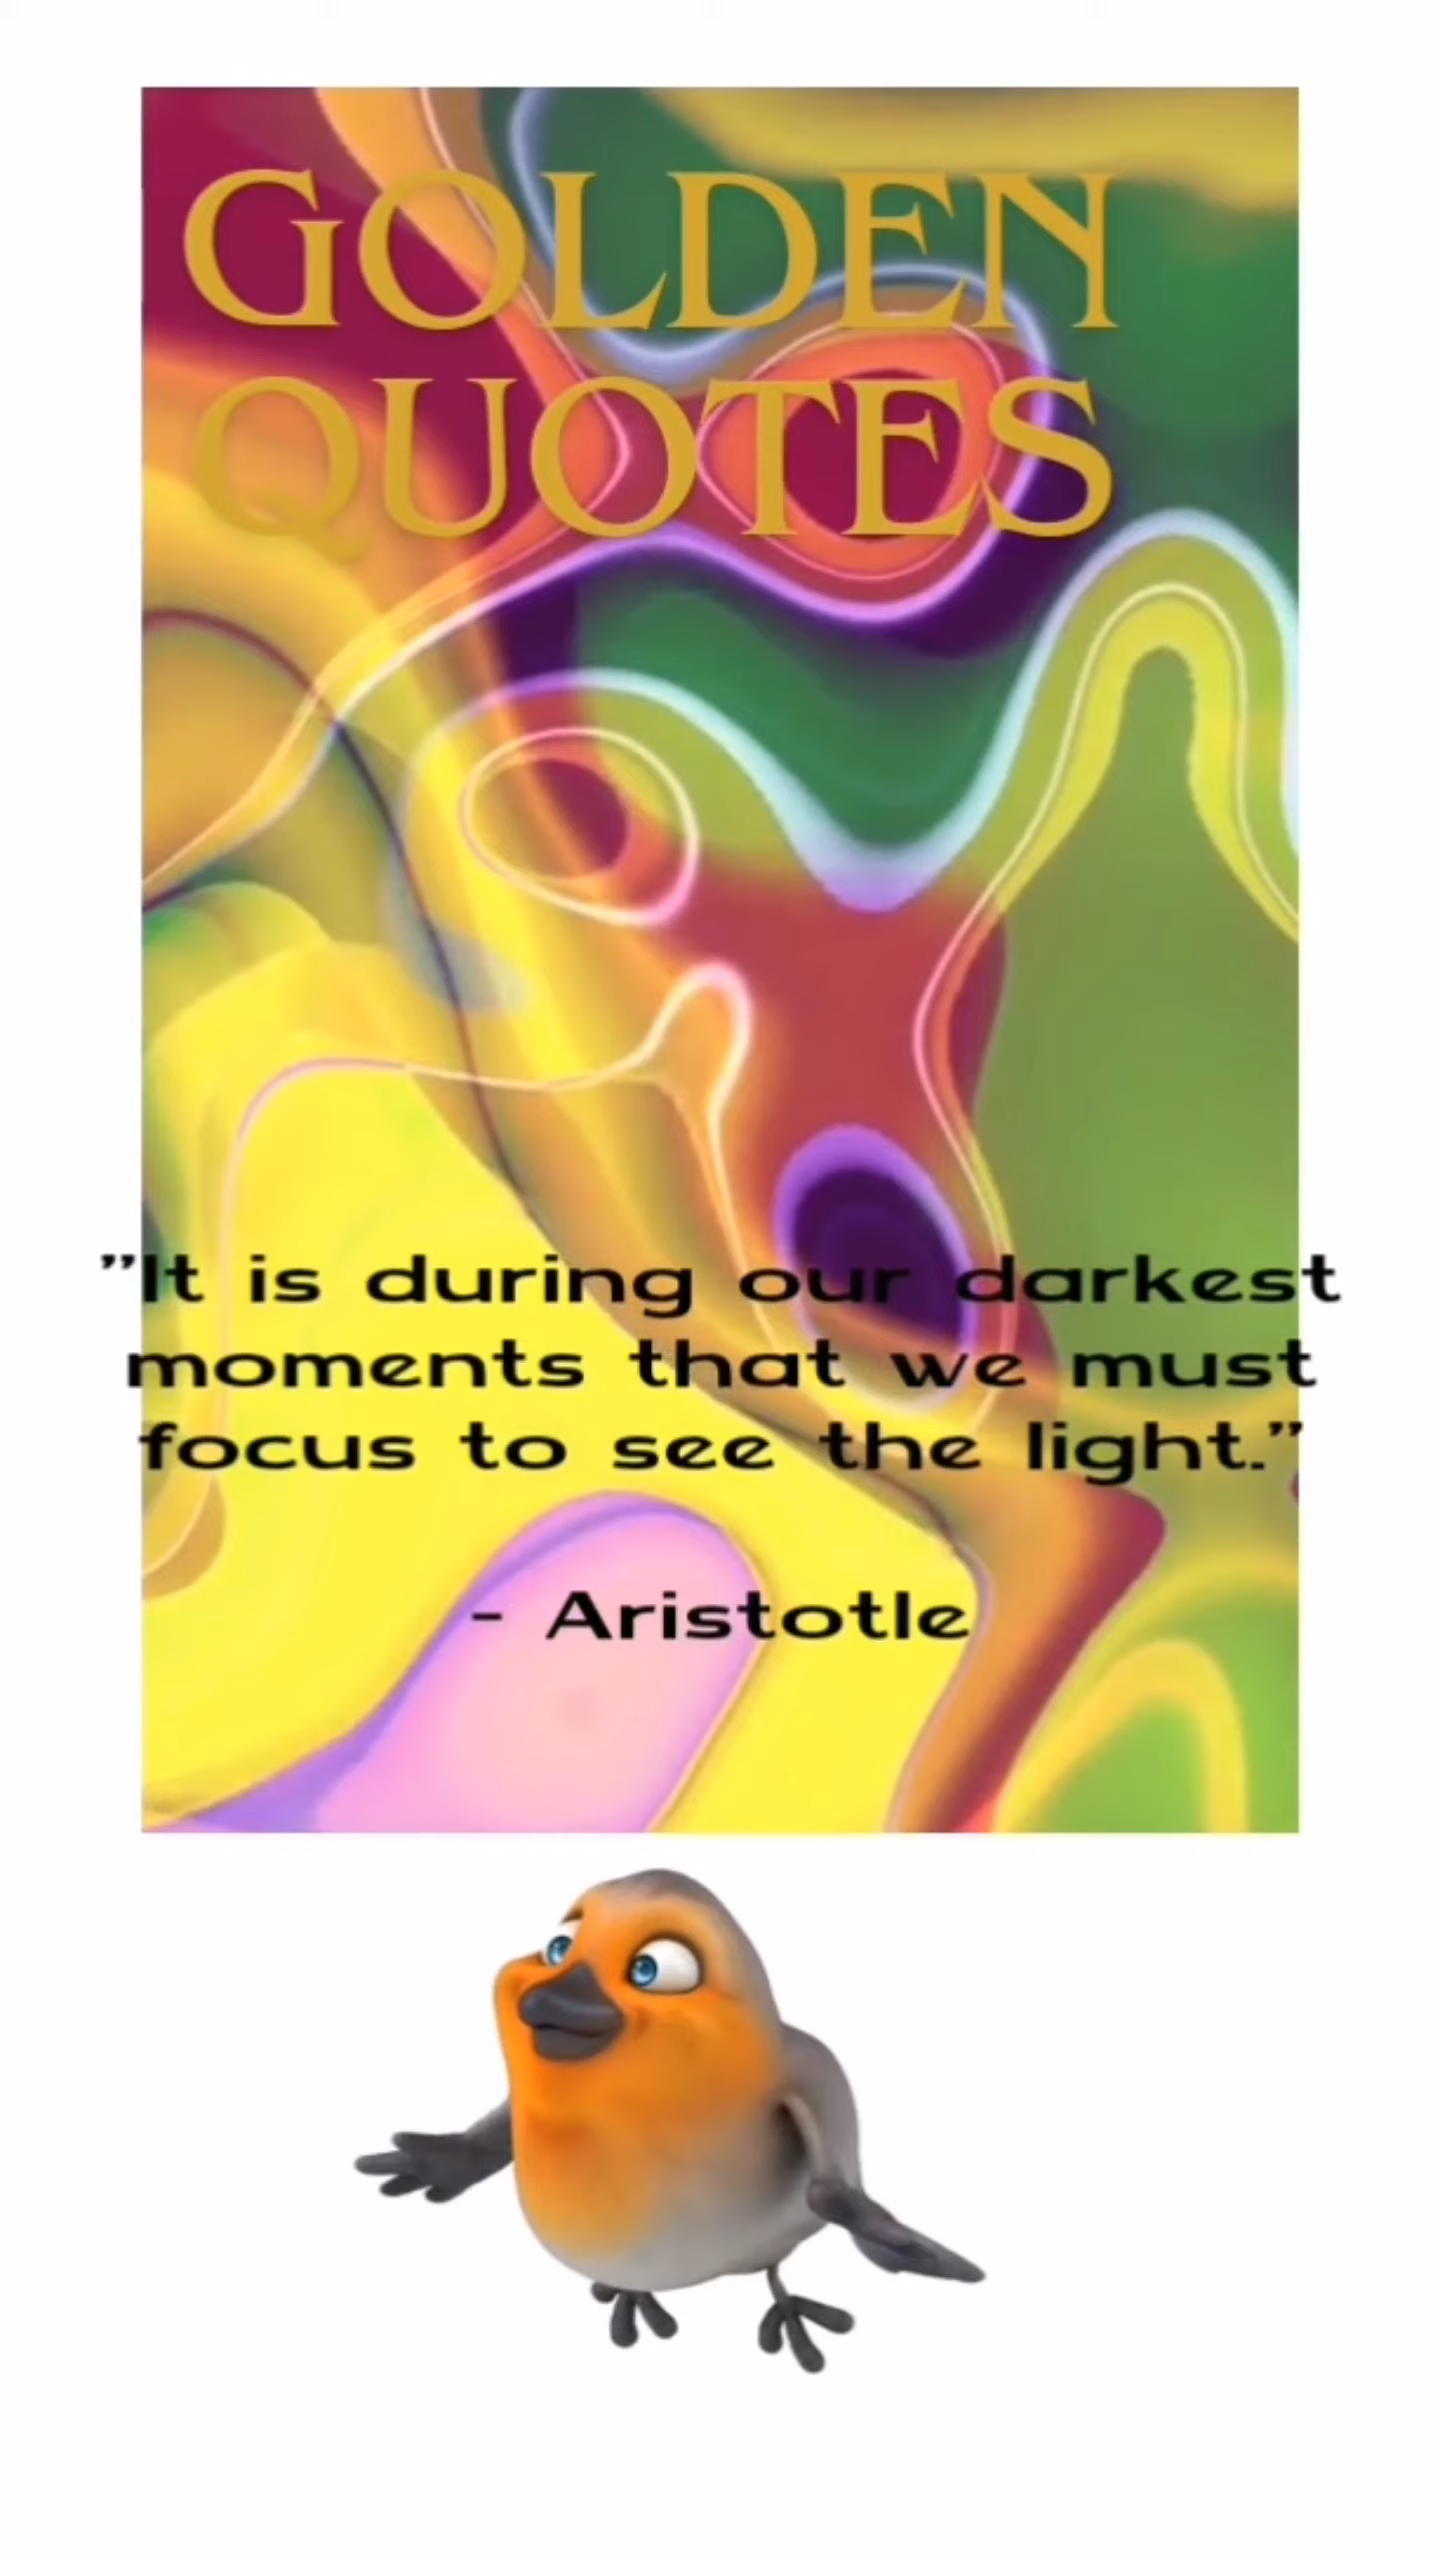 GOLDEN
QUOTES
"It is during our darkest
moments that we must
focus to see the light."
- Aristotle